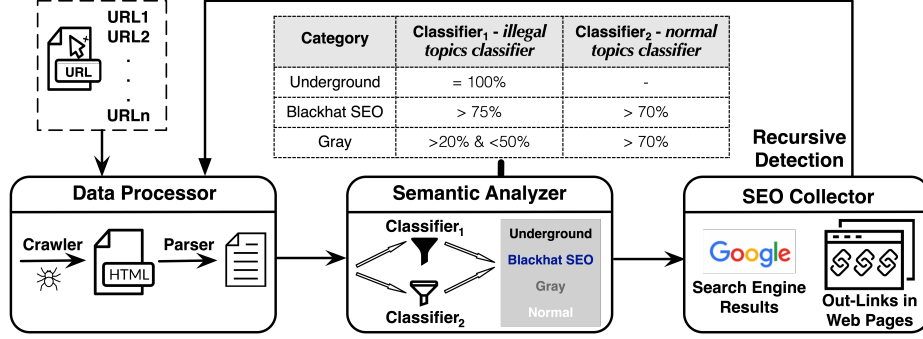 URL1
URL2
.
.
.
URLn
URL
Category
Classifier1 - illegal
topics classifier
Classifier2 - normal
topics classifier
Underground
= 100%
-
Blackhat SEO
> 75%
> 70%
Gray
>20% & <50%
> 70%
Recursive
Detection
Data Processor
Crawler
HTML
Parser
Semantic Analyzer
Classifier1
Classifier2
Underground
Blackhat SEO
Gray
Normal
SEO Collector
Google
Search Engine
Results
Out-Links in
Web Pages